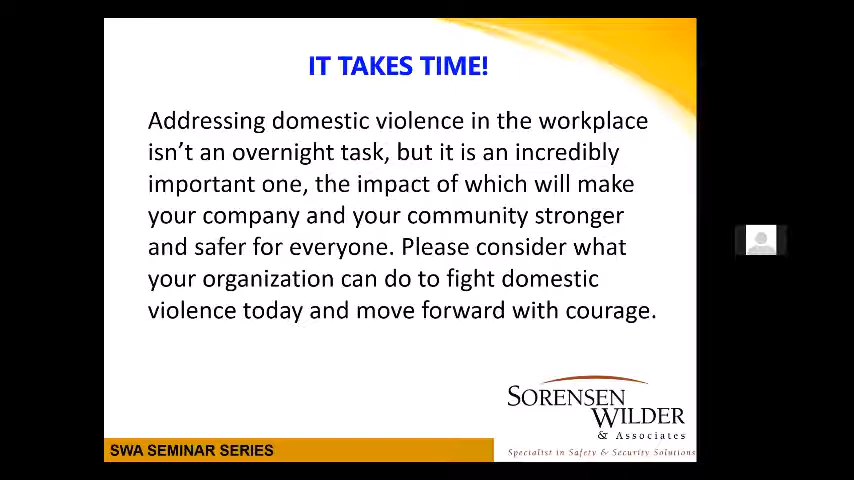 IT TAKES TIME!
Addressing domestic violence in the workplace
isn't an overnight task, but it is an incredibly
important one, the impact of which will make
your company and your community stronger
and safer for everyone. Please consider what
your organization can do to fight domestic
violence today and move forward with courage.
SORENSEN
WILDER
& Associates
Specialist in Safety & Security Solutions
SWA SEMINAR SERIES